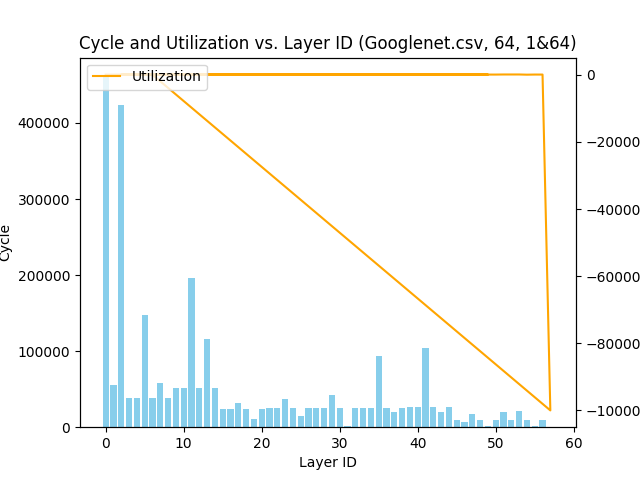 Cycle and Utilization vs. Layer ID (Googlenet.csv, 64, 1&64)
Utilization
400000
300000
200000
100000
0
Cycle
0
−20000
−40000
−60000
−80000
−100000
0 10 20 30 40 50 60
Layer ID